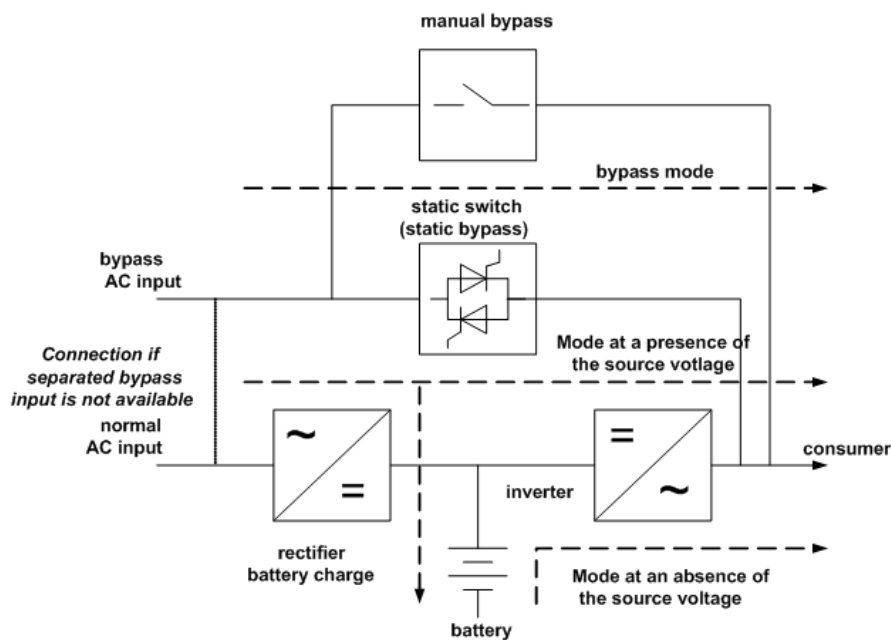 manual bypass
bypass mode
static switch
(static bypass)
bypass
AC input
Mode at a presence of
the source votlage
Connection if
separated bypass
input is not available
normal
AC input
consumer
inverter
rectifier
battery charge
Mode at an absence of
the source voltage
battery